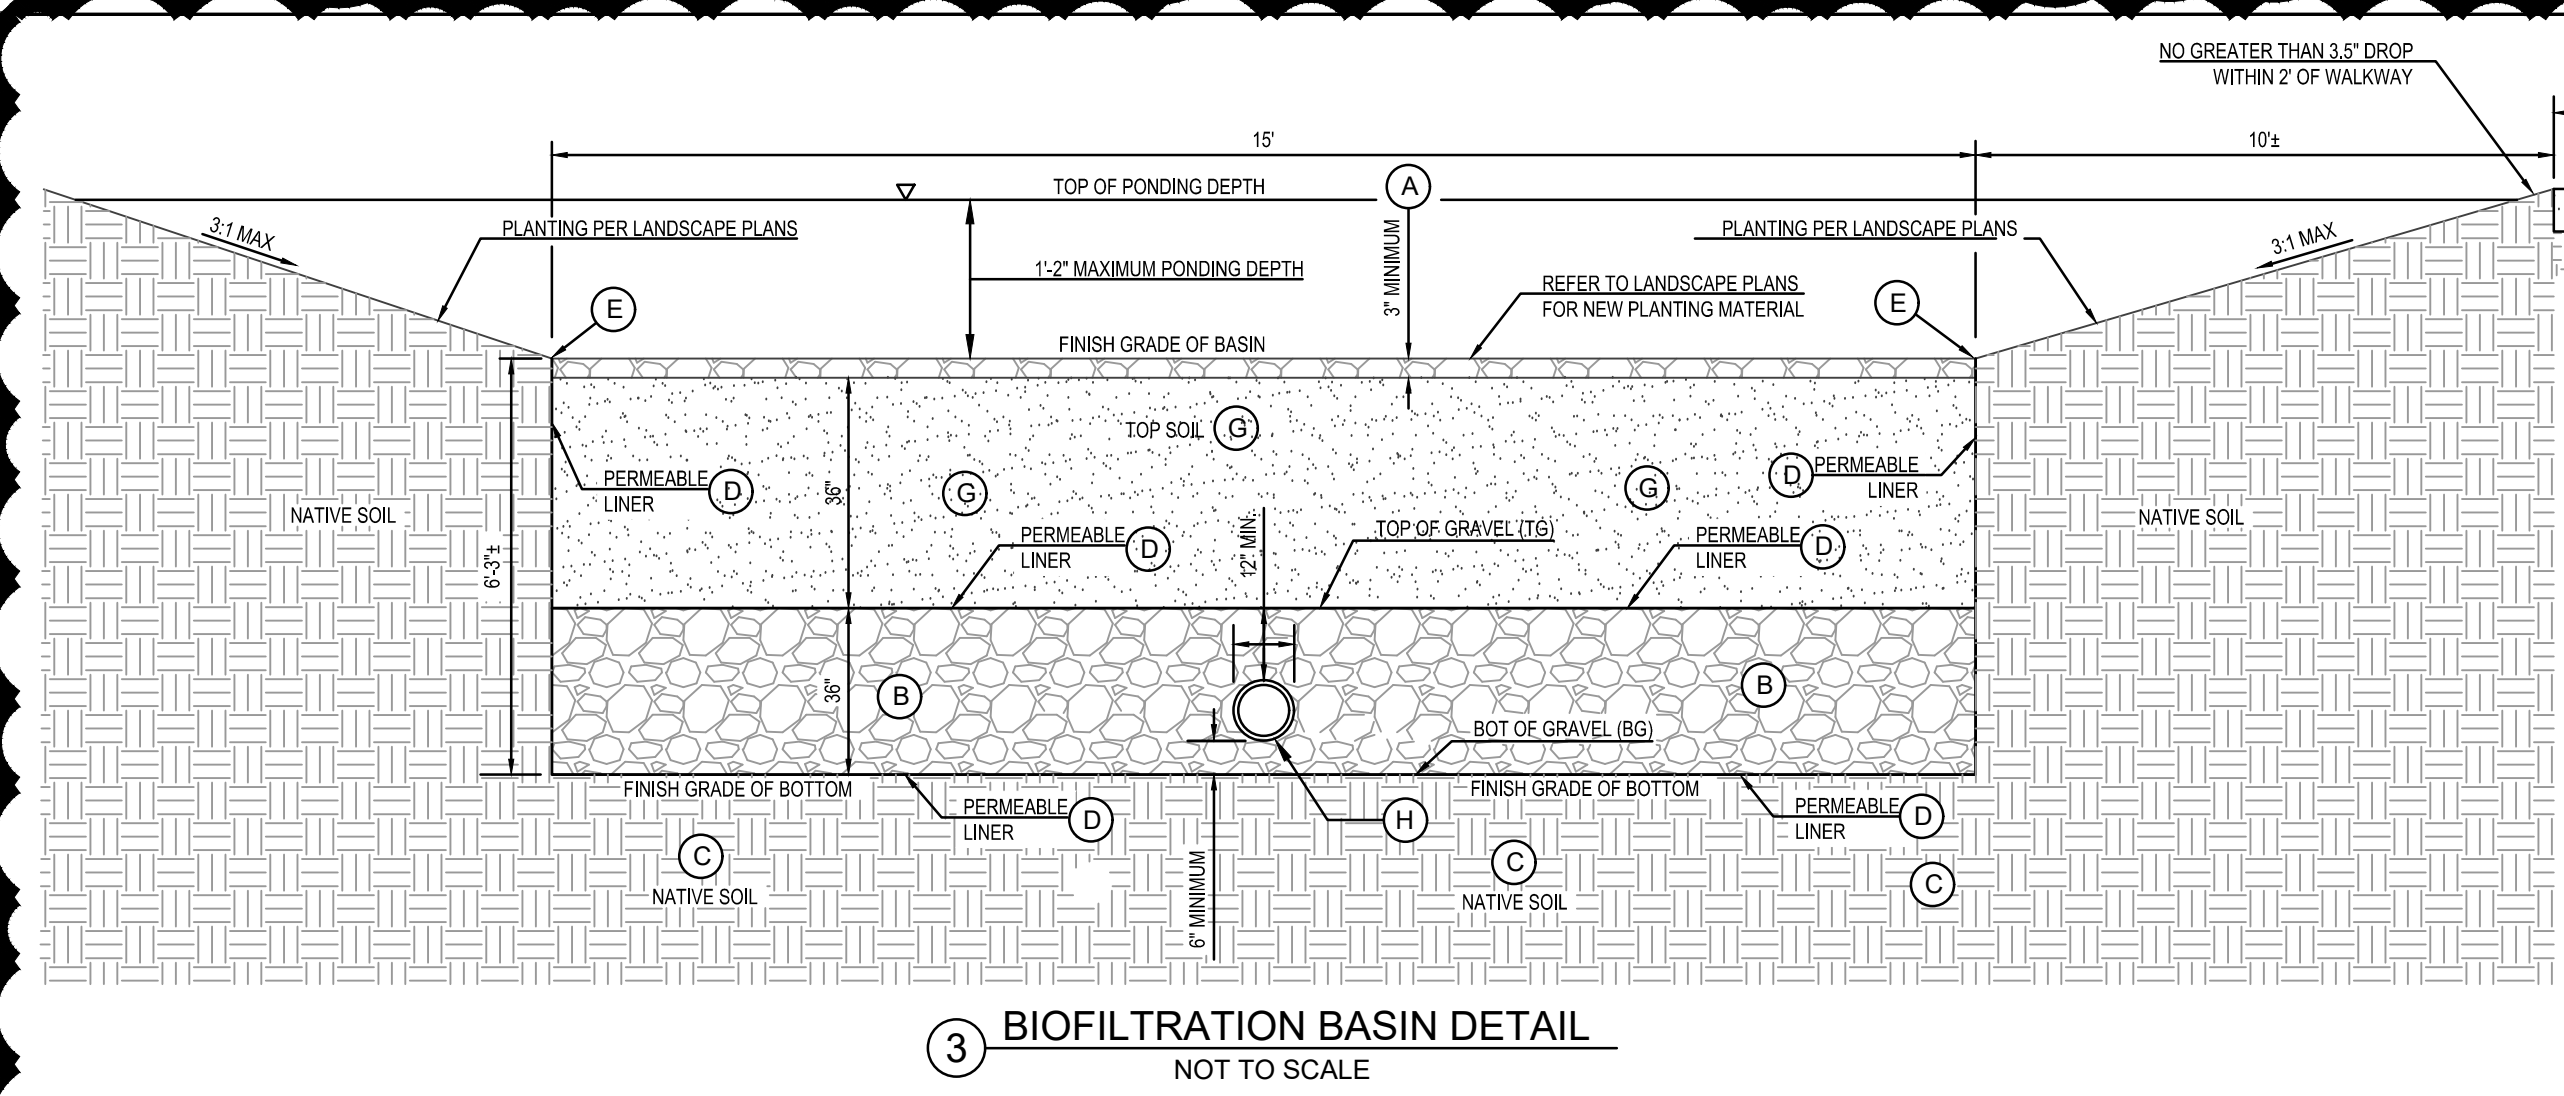 NO GREATER THAN 3.5" DROP
WITHIN 2' OF WALKWAY
15'
10'±
TOP OF PONDING DEPTH
A
3:1 MAX
PLANTING PER LANDSCAPE PLANS
3" MINIMUM
PLANTING PER LANDSCAPE PLANS
3:1 MAX
1'-2" MAXIMUM PONDING DEPTH
REFER TO LANDSCAPE PLANS
FOR NEW PLANTING MATERIAL
E
E
FINISH GRADE OF BASIN
TOP SOIL G
PERMEABLE
LINER
D
36"
G
G
D
PERMEABLE
LINER
NATIVE SOIL
NATIVE SOIL
6'-3"±
PERMEABLE
LINER
D
12" MIN.
TOP OF GRAVEL (TG)
PERMEABLE
LINER
D
36"
B
B
BOT OF GRAVEL (BG)
FINISH GRADE OF BOTTOM
FINISH GRADE OF BOTTOM
PERMEABLE
LINER
D
H
PERMEABLE
LINER
D
C
NATIVE SOIL
6" MINIMUM
C
NATIVE SOIL
C
3 BIOFILTRATION BASIN DETAIL
NOT TO SCALE